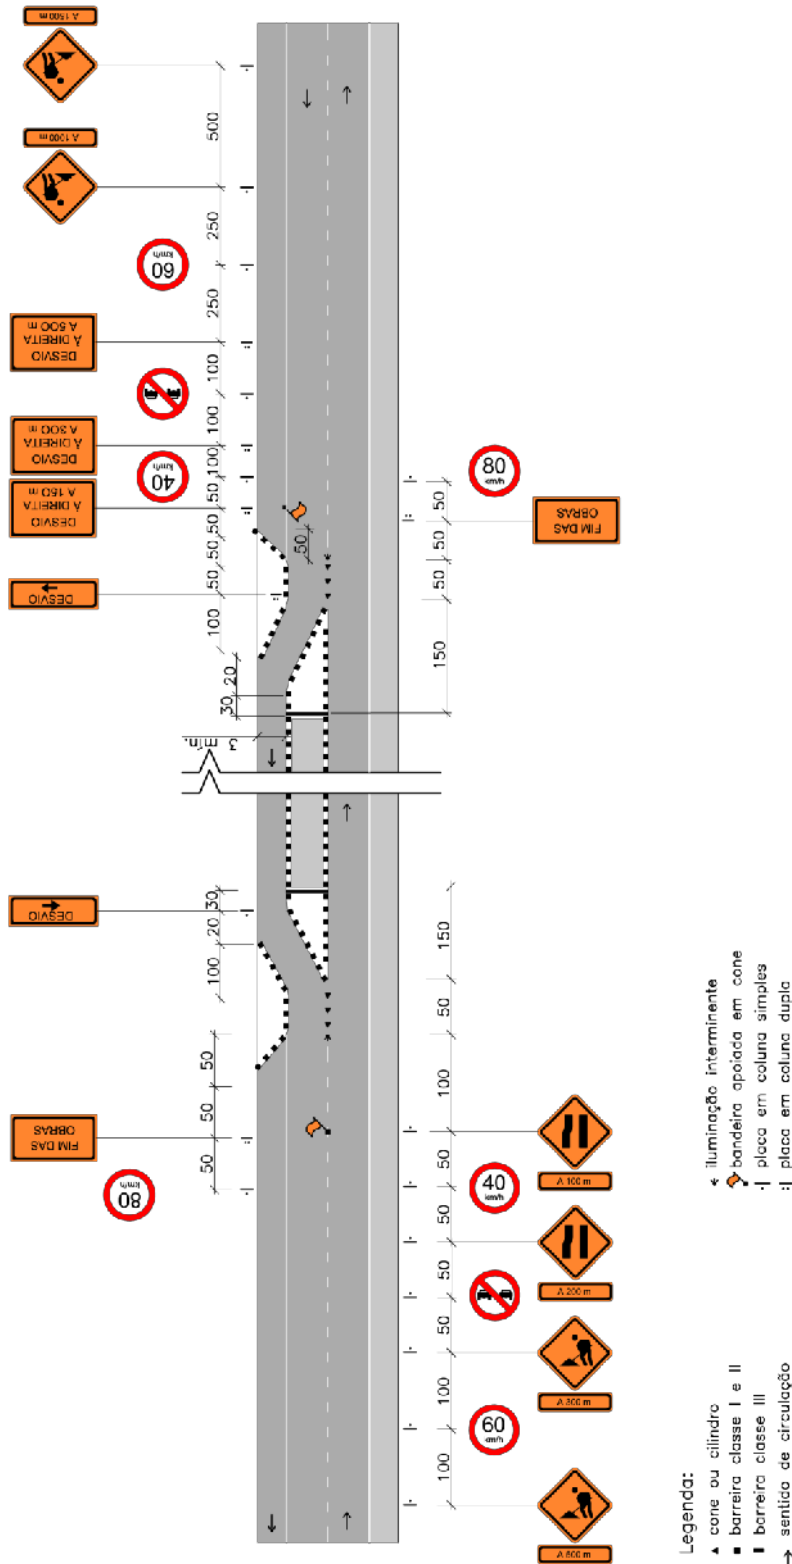 A 1500 m
500
A 1000 m
250
60
km/h
250
DESVIO
À DIREITA
A 500 m
100
100
DESVIO
À DIREITA
A 300 m
100
40
km/h
50
DESVIO
À DIREITA
A 150 m
50
50
50
50
DESVIO
100
20
30
3 mín.
80
km/h
50
FIM DAS
OBRAS
50
50
150
DESVIO
30
20
100
50
50
FIM DAS
OBRAS
50
80
km/h
150
50
100
A 100 m
50
40
km/h
50
A 200 m
50
50
A 300 m
100
60
km/h
100
Legenda:
cone ou cilindro
barreira classe I e II
barreira classe III
sentido de circulação
iluminação interminente
bandeira apoiada em cone
placa em coluna simples
placa em coluna dupla